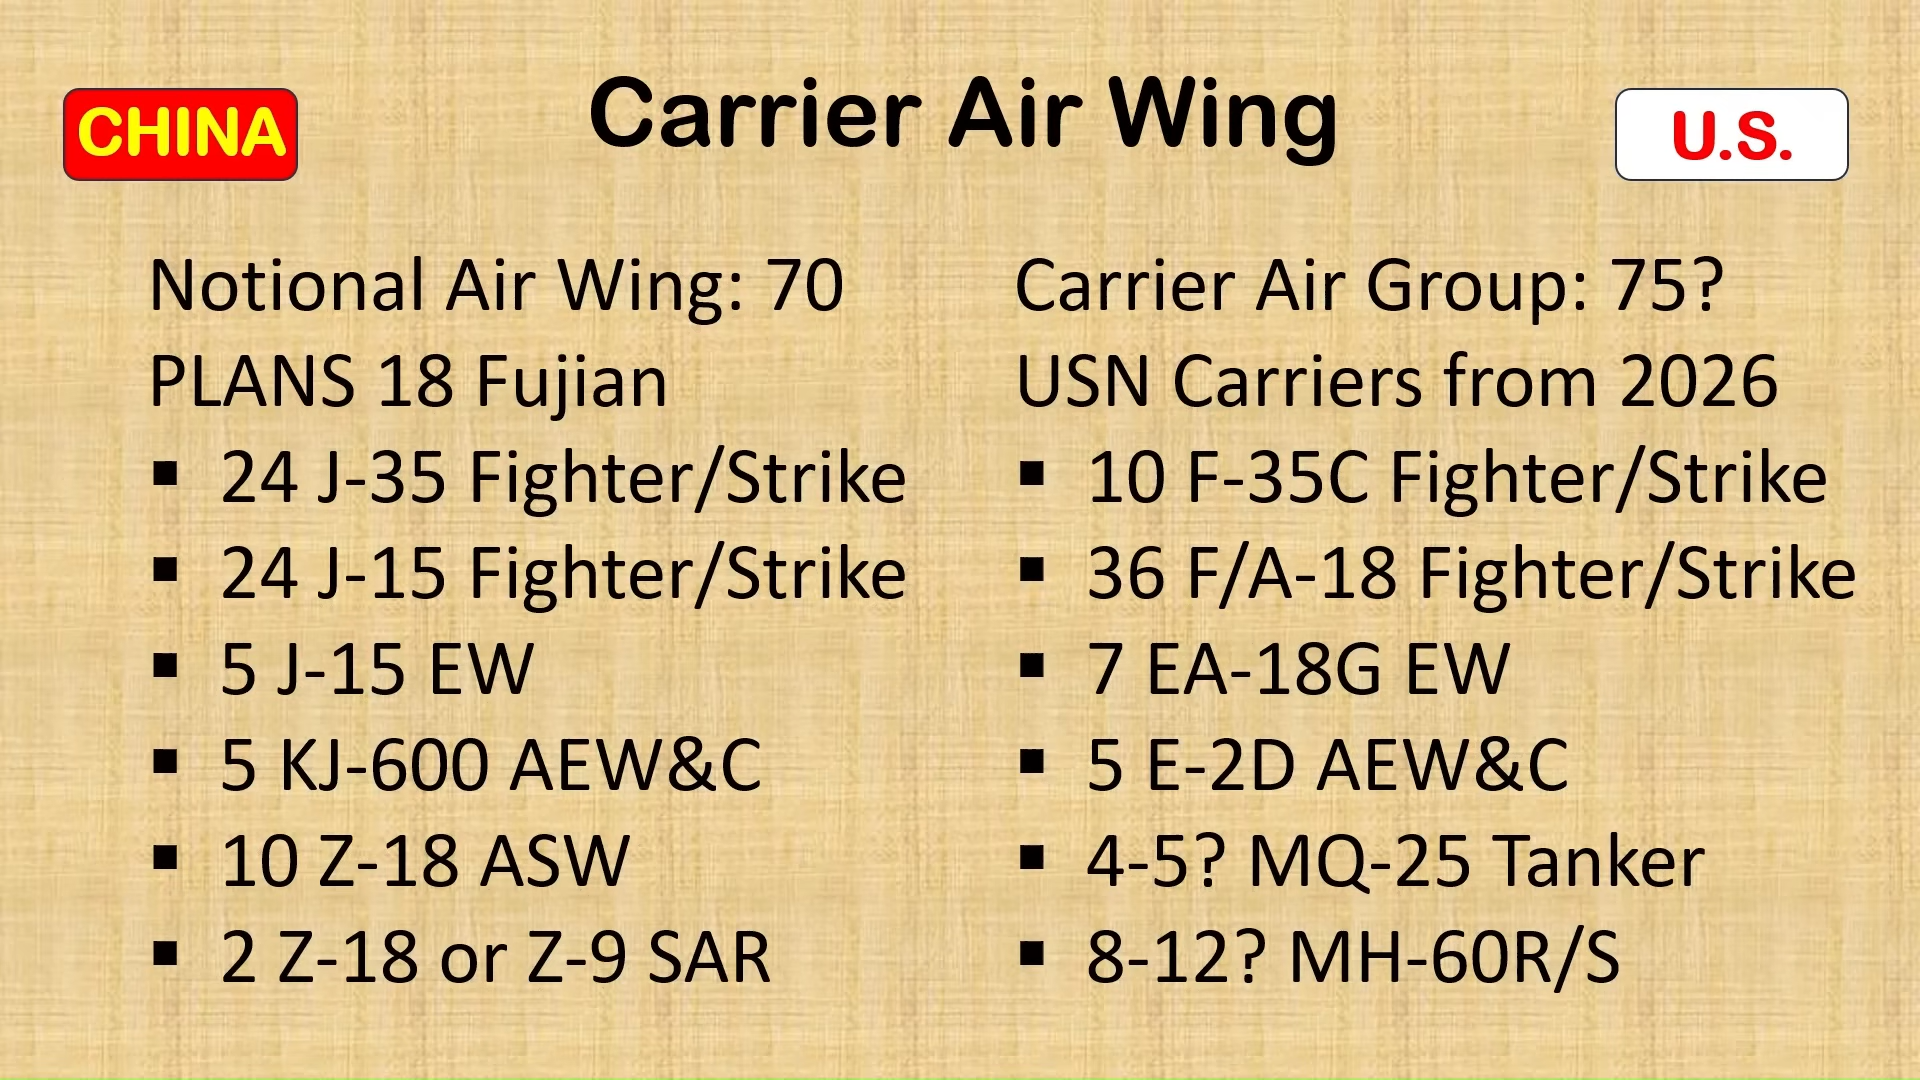 CHINA
Carrier Air Wing
U.S.
Notional Air Wing: 70
PLANS 18 Fujian
▪ 24 J-35 Fighter/Strike
▪ 24 J-15 Fighter/Strike
▪ 5 J-15 EW
▪ 5 KJ-600 AEW&C
▪ 10 Z-18 ASW
▪ 2 Z-18 or Z-9 SAR
Carrier Air Group: 75?
USN Carriers from 2026
▪ 10 F-35C Fighter/Strike
▪ 36 F/A-18 Fighter/Strike
▪ 7 EA-18G EW
▪ 5 E-2D AEW&C
▪ 4-5? MQ-25 Tanker
▪ 8-12? MH-60R/S